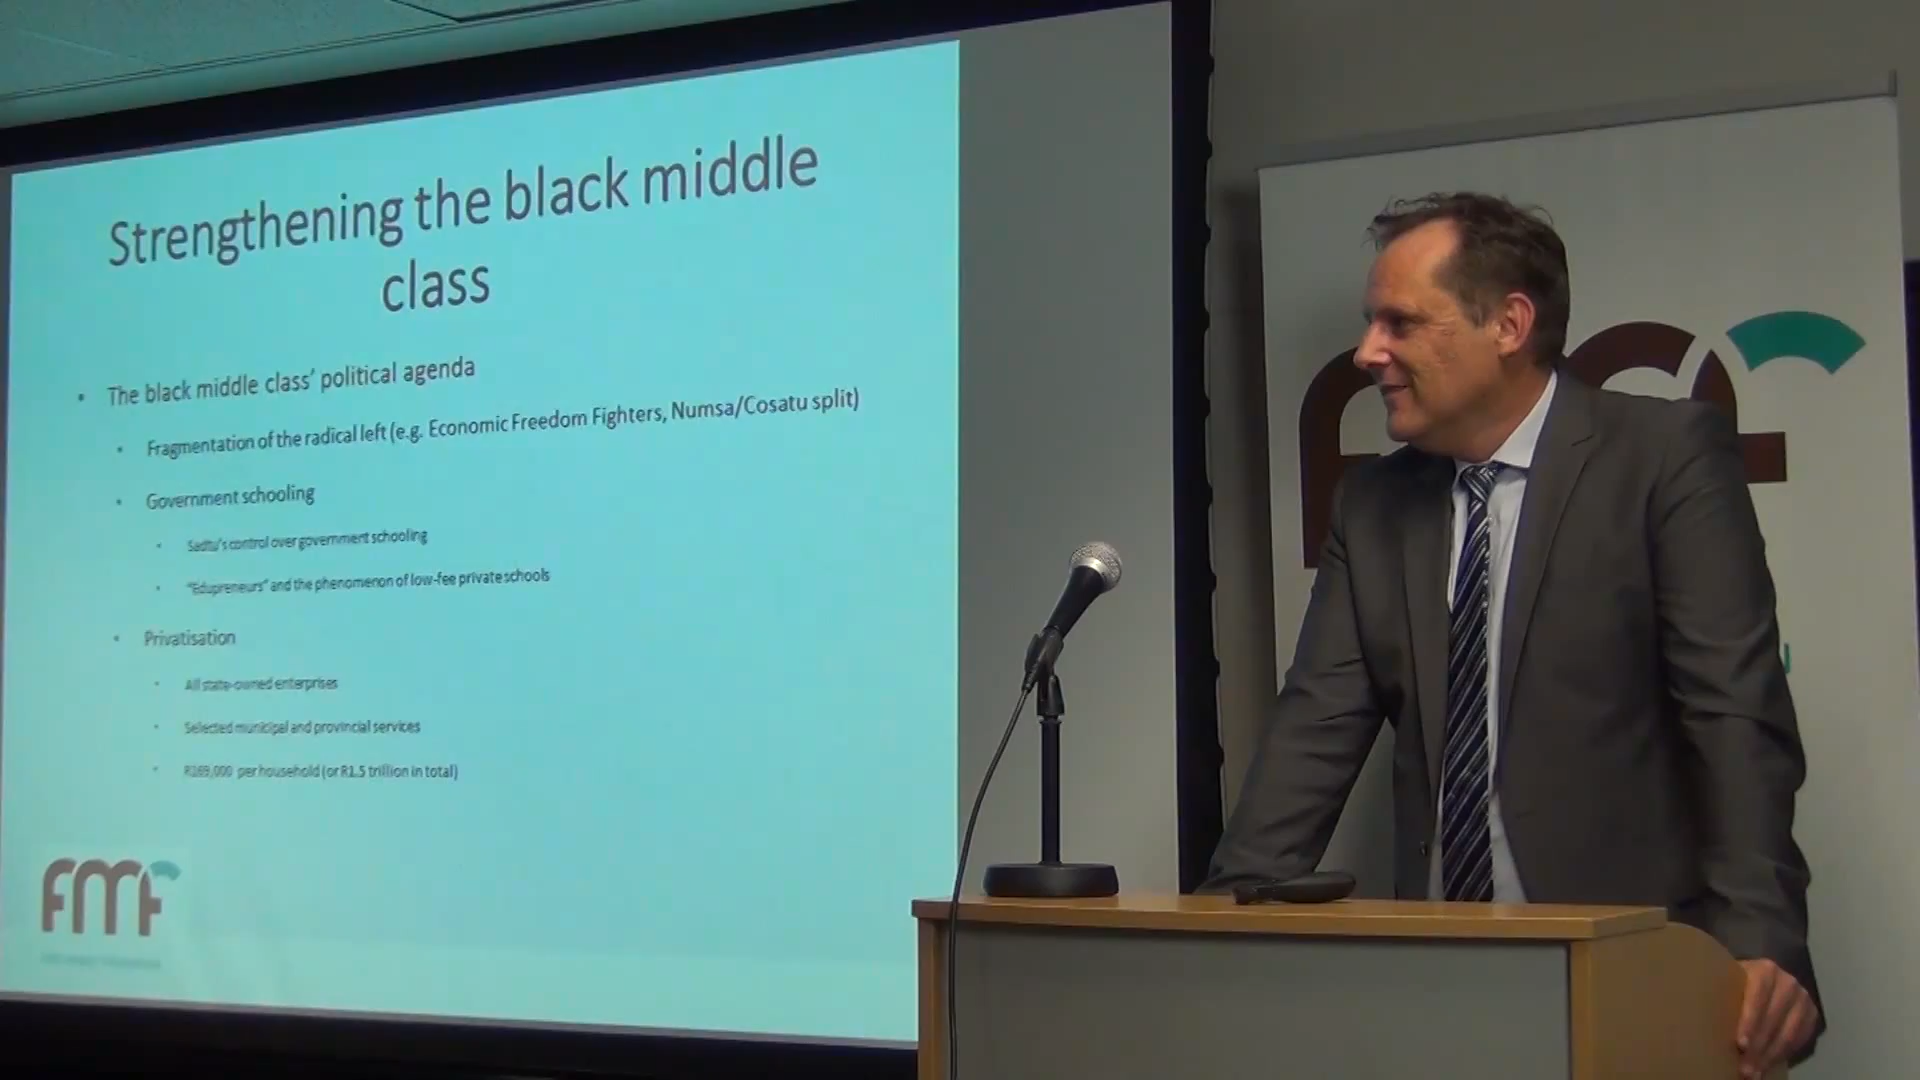 Strengthening the black middle
class
• The black middle class’ political agenda
• Fragmentation of the radical left (e.g. Economic Freedom Fighters, Numsa/Cosatu split)
• Government schooling
• Sadtu's control over government schooling
• “Edupreneurs” and the phenomenon of low-fee private schools
• Privatisation
• All state-owned enterprises
• Selected municipal and provincial services
• R169,000 per household (or R1.5 trillion in total)
FMF